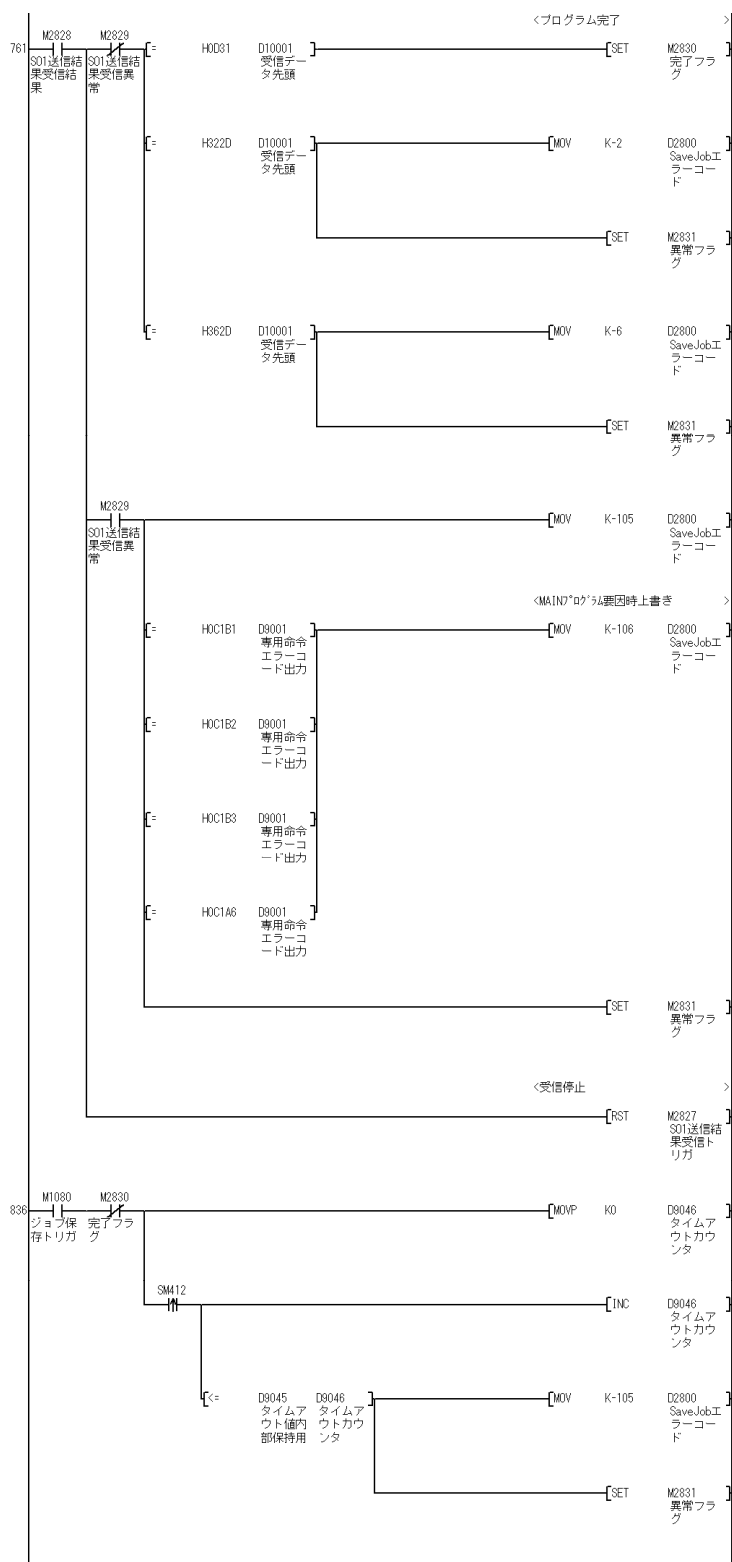 <プログラム完了 >
761 M2828 M2829 [= H0D31 D10001 ] [SET M2830 ]
S01送信結 S01送信結 受信デー 完了フラ
果受信結 果受信異 タ先頭 グ
果 常
[= H322D D10001 ] [MOV K-2 D2800 ]
受信デー SaveJobエ
タ先頭 ラーコー
ド
[SET M2831 ]
異常フラ
グ
[= H362D D10001 ] [MOV K-6 D2800 ]
受信デー SaveJobエ
タ先頭 ラーコー
ド
[SET M2831 ]
異常フラ
グ
M2829 [MOV K-105 D2800 ]
S01送信結 SaveJobエ
果受信異 ラーコー
常 ド
<MAINプログラム要因時上書き >
[= H0C1B1 D9001 ] [MOV K-106 D2800 ]
専用命令 SaveJobエ
エラーコ ラーコー
ード出力 ド
[= H0C1B2 D9001 ]
専用命令
エラーコ
ード出力
[= H0C1B3 D9001 ]
専用命令
エラーコ
ード出力
[= H0C1A6 D9001 ]
専用命令
エラーコ
ード出力
[SET M2831 ]
異常フラ
グ
<受信停止 >
[RST M2827 ]
S01送信結
果受信ト
リガ
836 M1080 M2830 [MOVP K0 D9046 ]
ジョブ保 完了フラ タイムア
存トリガ グ ウトカウ
ンタ
SM412 [INC D9046 ]
タイムア
ウトカウ
ンタ
[<= D9045 D9046 ] [MOV K-105 D2800 ]
タイムア タイムア SaveJobエ
ウト値内 ウトカウ ラーコー
部保持用 ンタ ド
[SET M2831 ]
異常フラ
グ